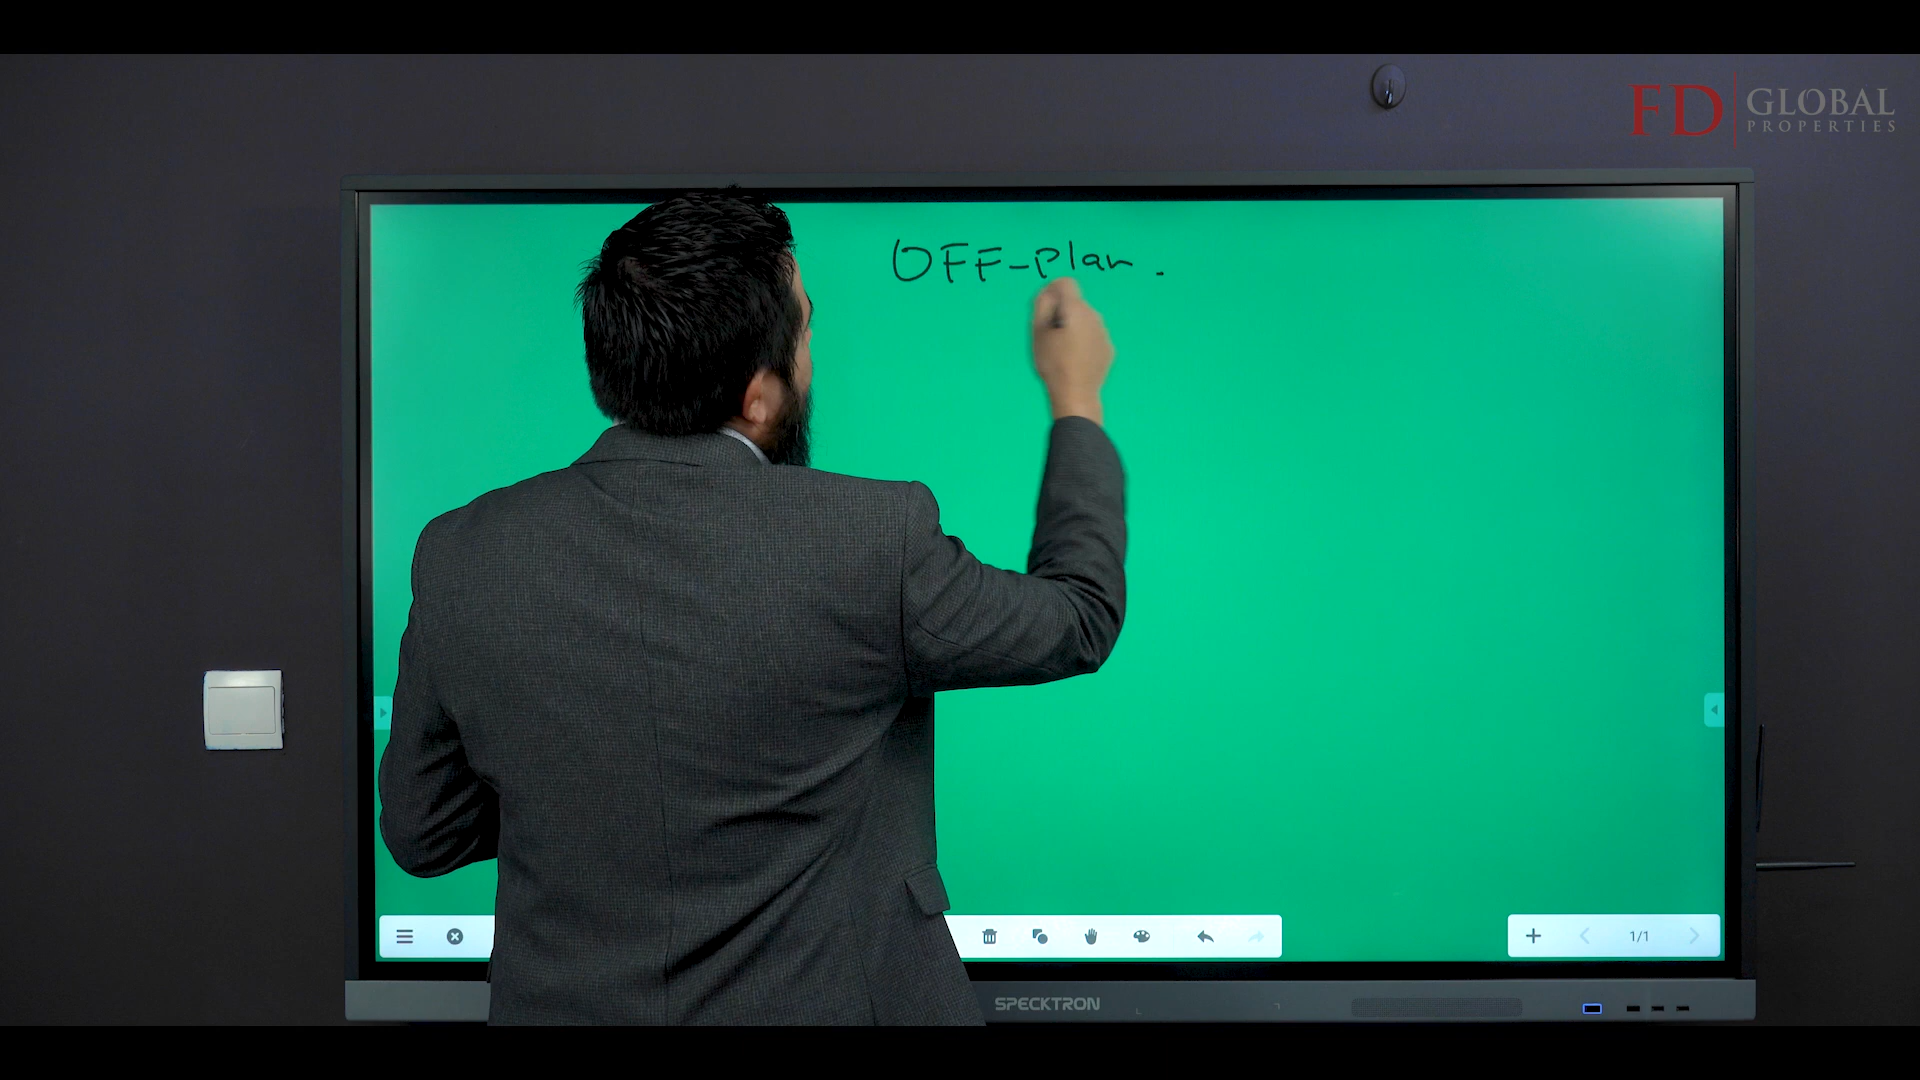 FD GLOBAL
PROPERTIES
OFF-Plan.
1/1
SPECKTRON